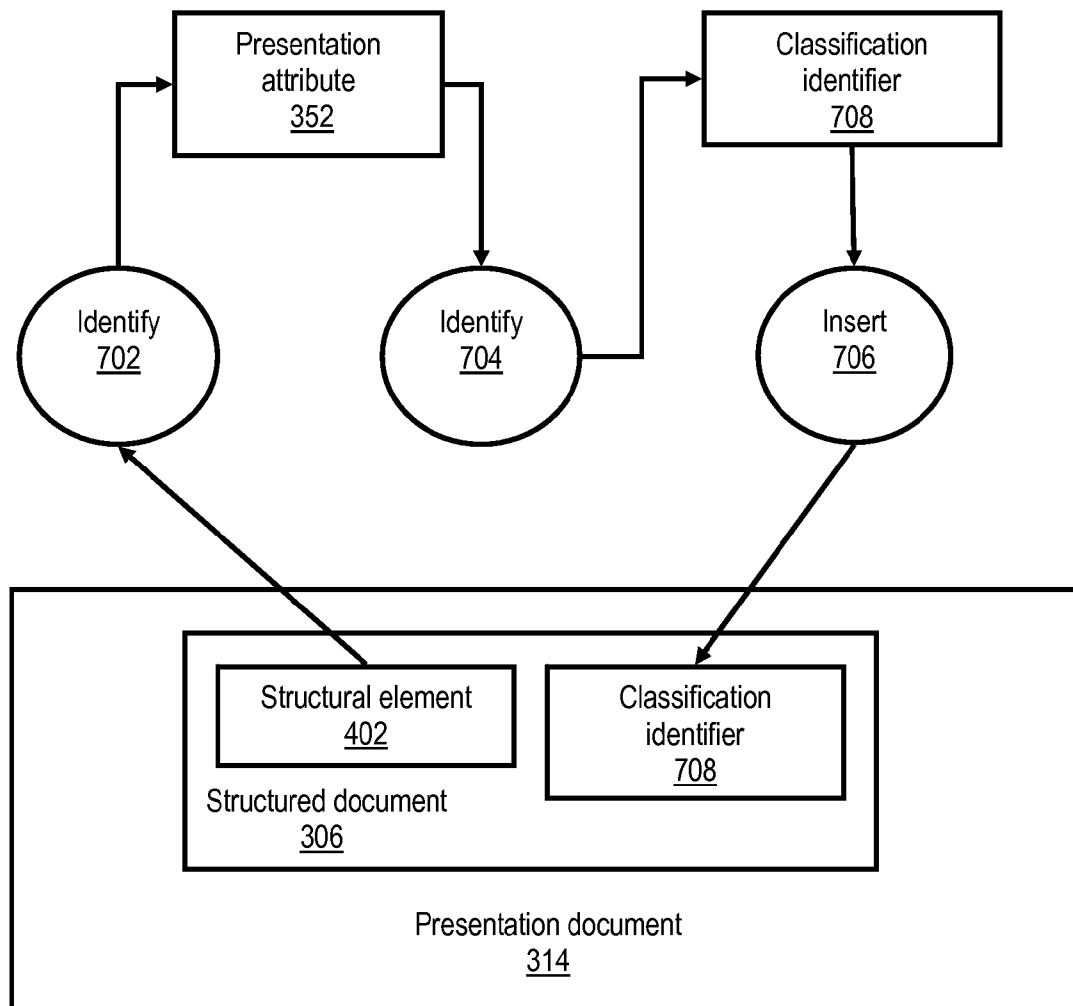 Presentation
attribute
352
Classification
identifier
708
Identify
702
Identify
704
Insert
706
Structural element
402
Classification
identifier
708
Structured document
306
Presentation document
314